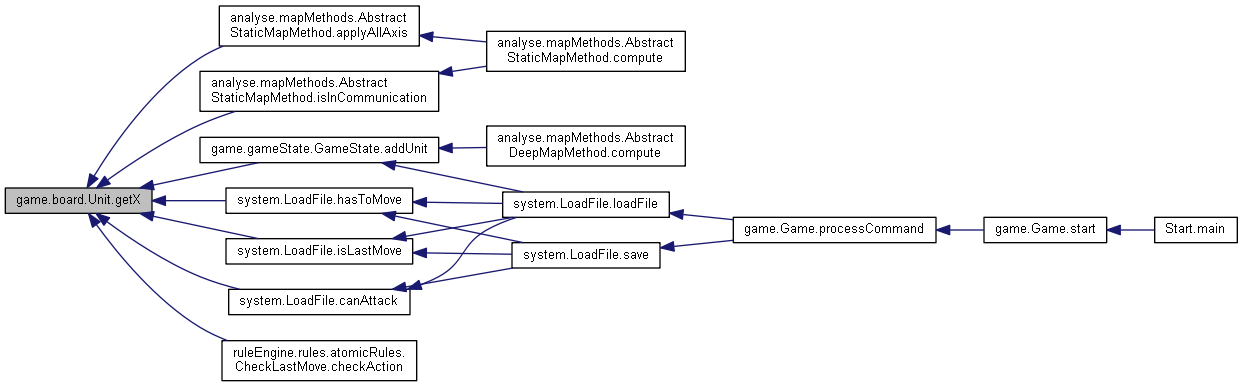 analyse.mapMethods.Abstract
StaticMapMethod.applyAllAxis
analyse.mapMethods.Abstract
StaticMapMethod.compute
analyse.mapMethods.Abstract
StaticMapMethod.isInCommunication
game.gameState.GameState.addUnit
analyse.mapMethods.Abstract
DeepMapMethod.compute
game.board.Unit.getX
system.LoadFile.hasToMove
system.LoadFile.loadFile
game.Game.processCommand
game.Game.start
Start.main
system.LoadFile.isLastMove
system.LoadFile.save
system.LoadFile.canAttack
ruleEngine.rules.atomicRules.
CheckLastMove.checkAction